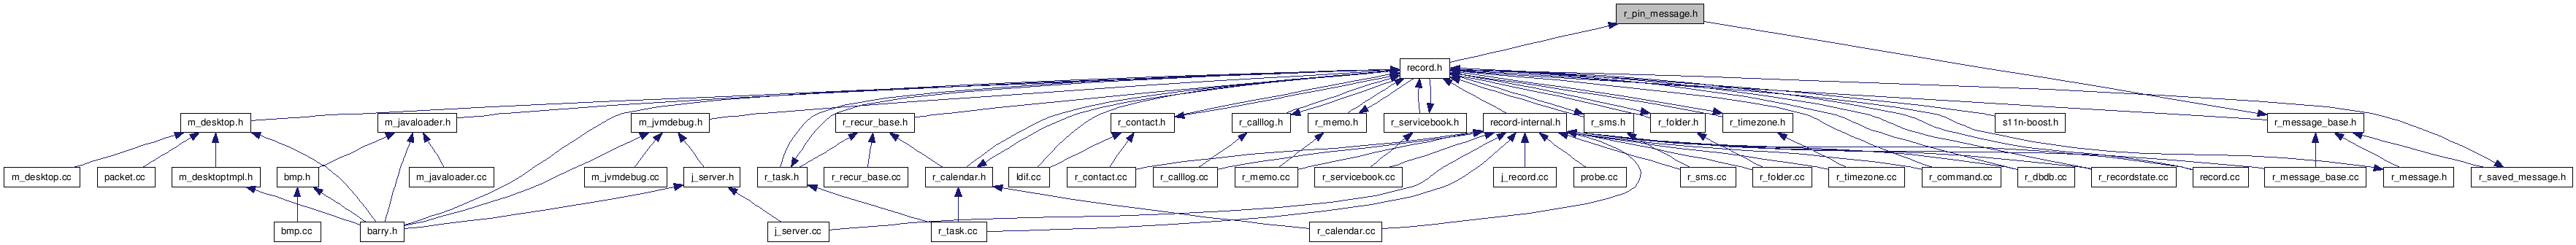 r_pin_message.h
record.h
m_desktop.h
m_javaloader.h
m_jvmdebug.h
r_recur_base.h
r_contact.h
r_calllog.h
r_memo.h
r_servicebook.h
record-internal.h
r_sms.h
r_folder.h
r_timezone.h
s11n-boost.h
r_message_base.h
m_desktop.cc
packet.cc
m_desktoptmpl.h
bmp.h
m_javaloader.cc
m_jvmdebug.cc
j_server.h
r_task.h
r_recur_base.cc
r_calendar.h
ldif.cc
r_contact.cc
r_calllog.cc
r_memo.cc
r_servicebook.cc
j_record.cc
probe.cc
r_sms.cc
r_folder.cc
r_timezone.cc
r_command.cc
r_dbdb.cc
r_recordstate.cc
record.cc
r_message_base.cc
r_message.h
r_saved_message.h
bmp.cc
barry.h
j_server.cc
r_task.cc
r_calendar.cc